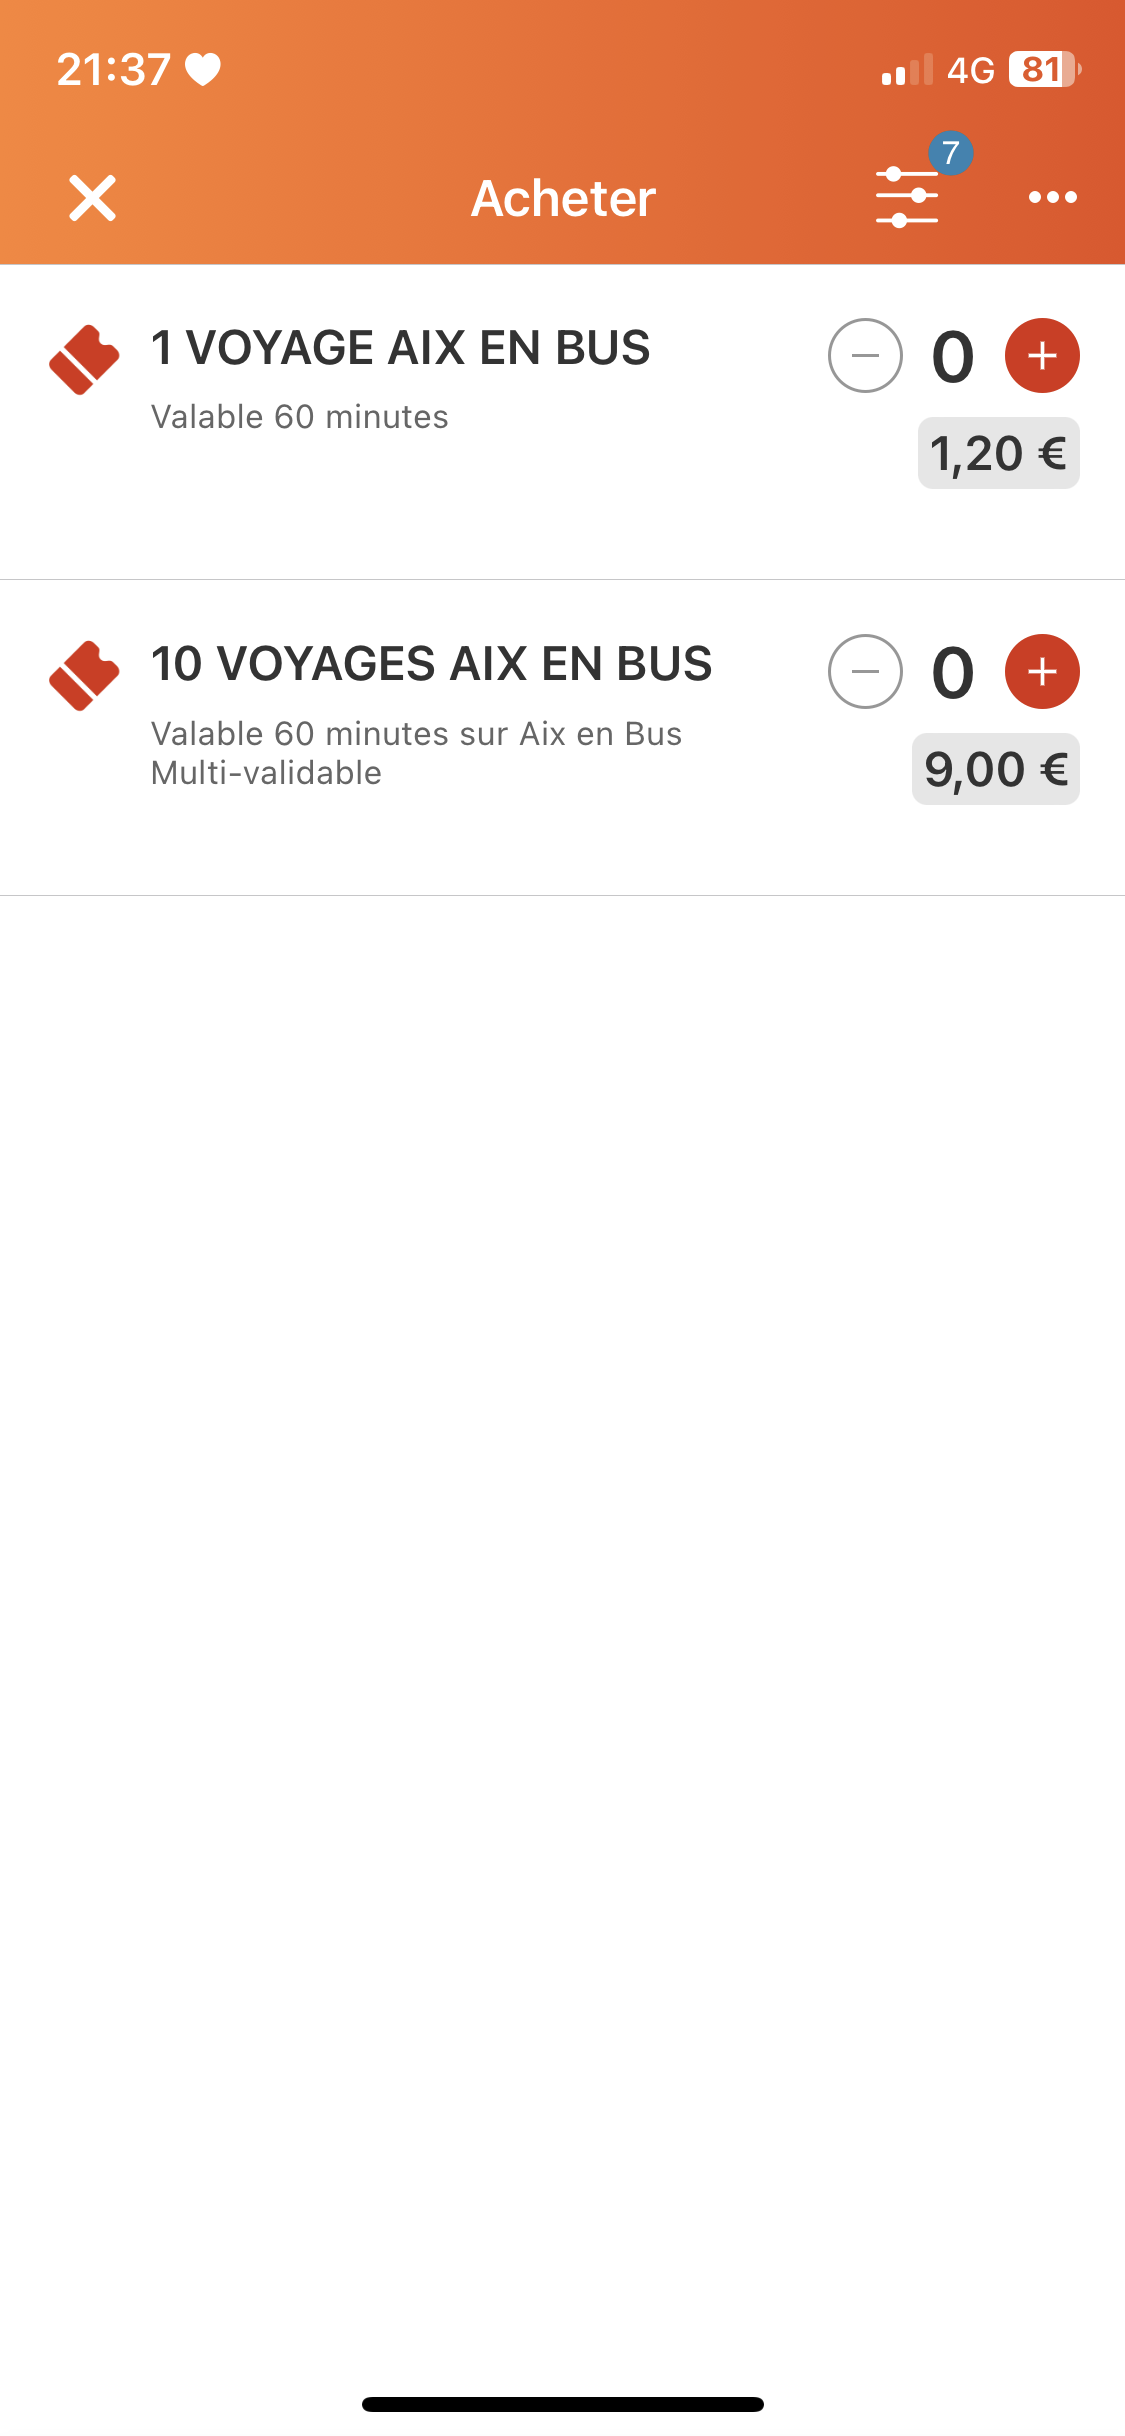 21:37
4G
81
Acheter
7
1 VOYAGE AIX EN BUS
0
Valable 60 minutes
1,20 €
10 VOYAGES AIX EN BUS
0
Valable 60 minutes sur Aix en Bus
Multi-validable
9,00 €